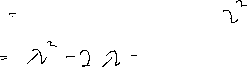 = λ²
= λ² - 2λ -